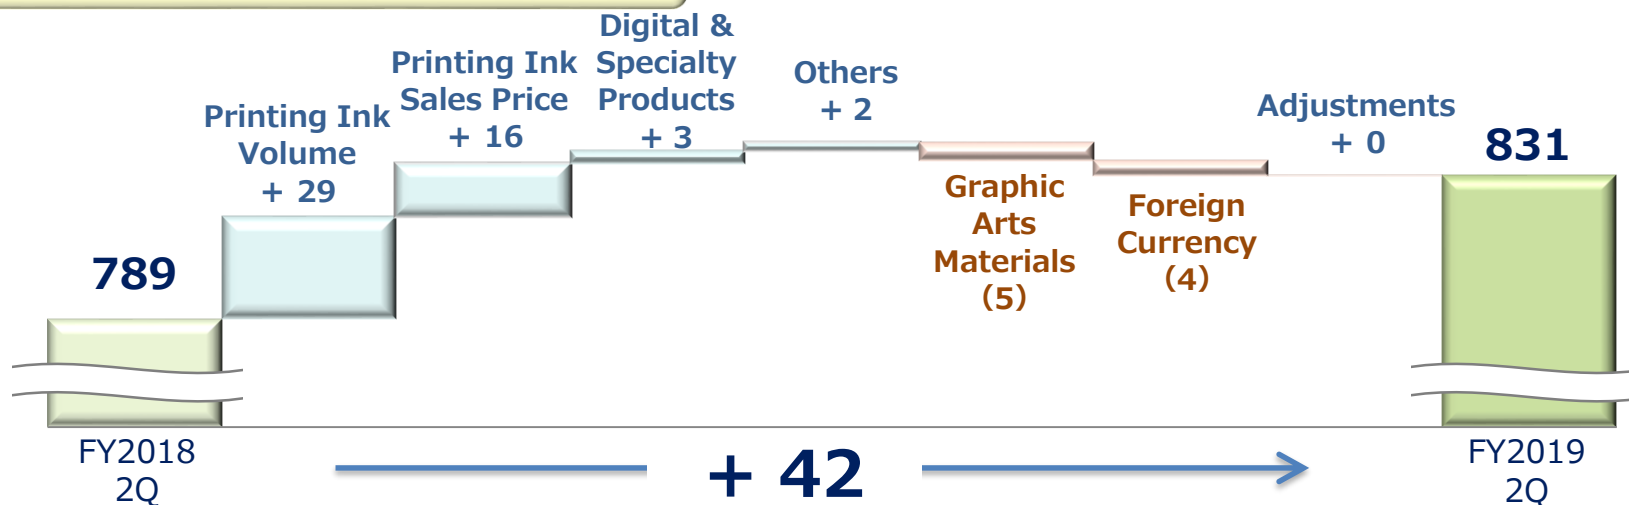 789
Printing Ink
Volume
+ 29
Printing Ink
Sales Price
+ 16
Digital &
Specialty
Products
+ 3
Others
+ 2
Graphic
Arts
Materials
(5)
Foreign
Currency
(4)
Adjustments
+ 0
831
FY2018
2Q
+ 42
FY2019
2Q